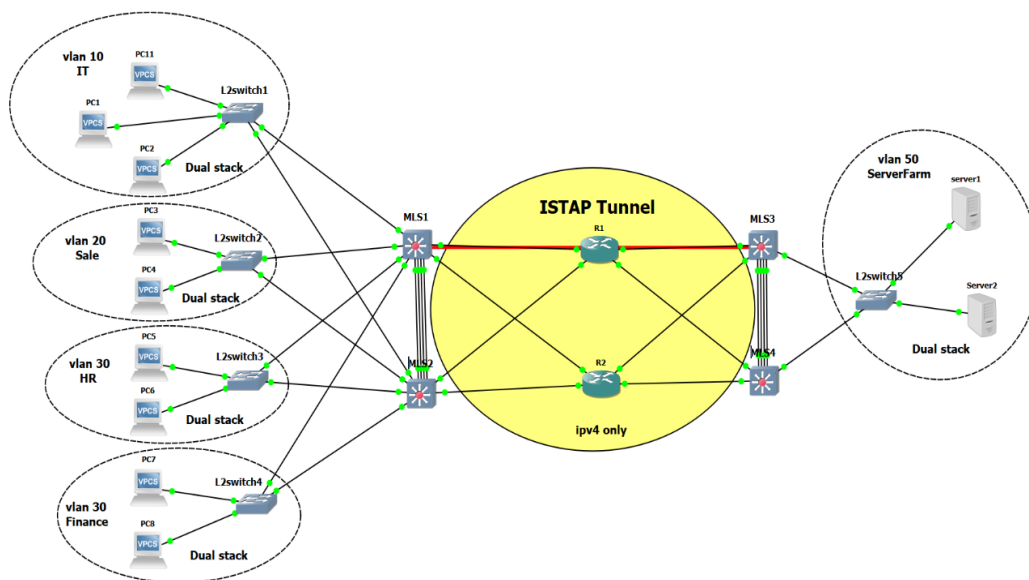 vlan 10
IT
PC11
VPCS
PC1
VPCS
L2switch1
PC2
VPCS
Dual stack
PC3
VPCS
vlan 20
Sale
L2switch2
PC4
VPCS
Dual stack
PC5
VPCS
vlan 30
HR
L2switch3
PC6
VPCS
Dual stack
PC7
VPCS
L2switch4
vlan 30
Finance
PC8
VPCS
Dual stack
MLS1
MLS2
ISTAP Tunnel
R1
R2
ipv4 only
MLS3
MLS4
vlan 50
ServerFarm
server1
L2switch5
Server2
Dual stack